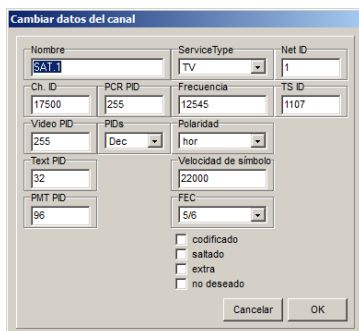 Cambiar datos del canal
Nombre ServiceType Net ID
SAT.1 TV 1
Ch. ID PCR PID Frecuencia TS ID
17500 255 12545 1107
Video PID PIDs Polaridad
255 Dec hor
Text PID Velocidad de símbolo
32 22000
PMT PID FEC
96 5/6
codificado
saltado
extra
no deseado
Cancelar OK